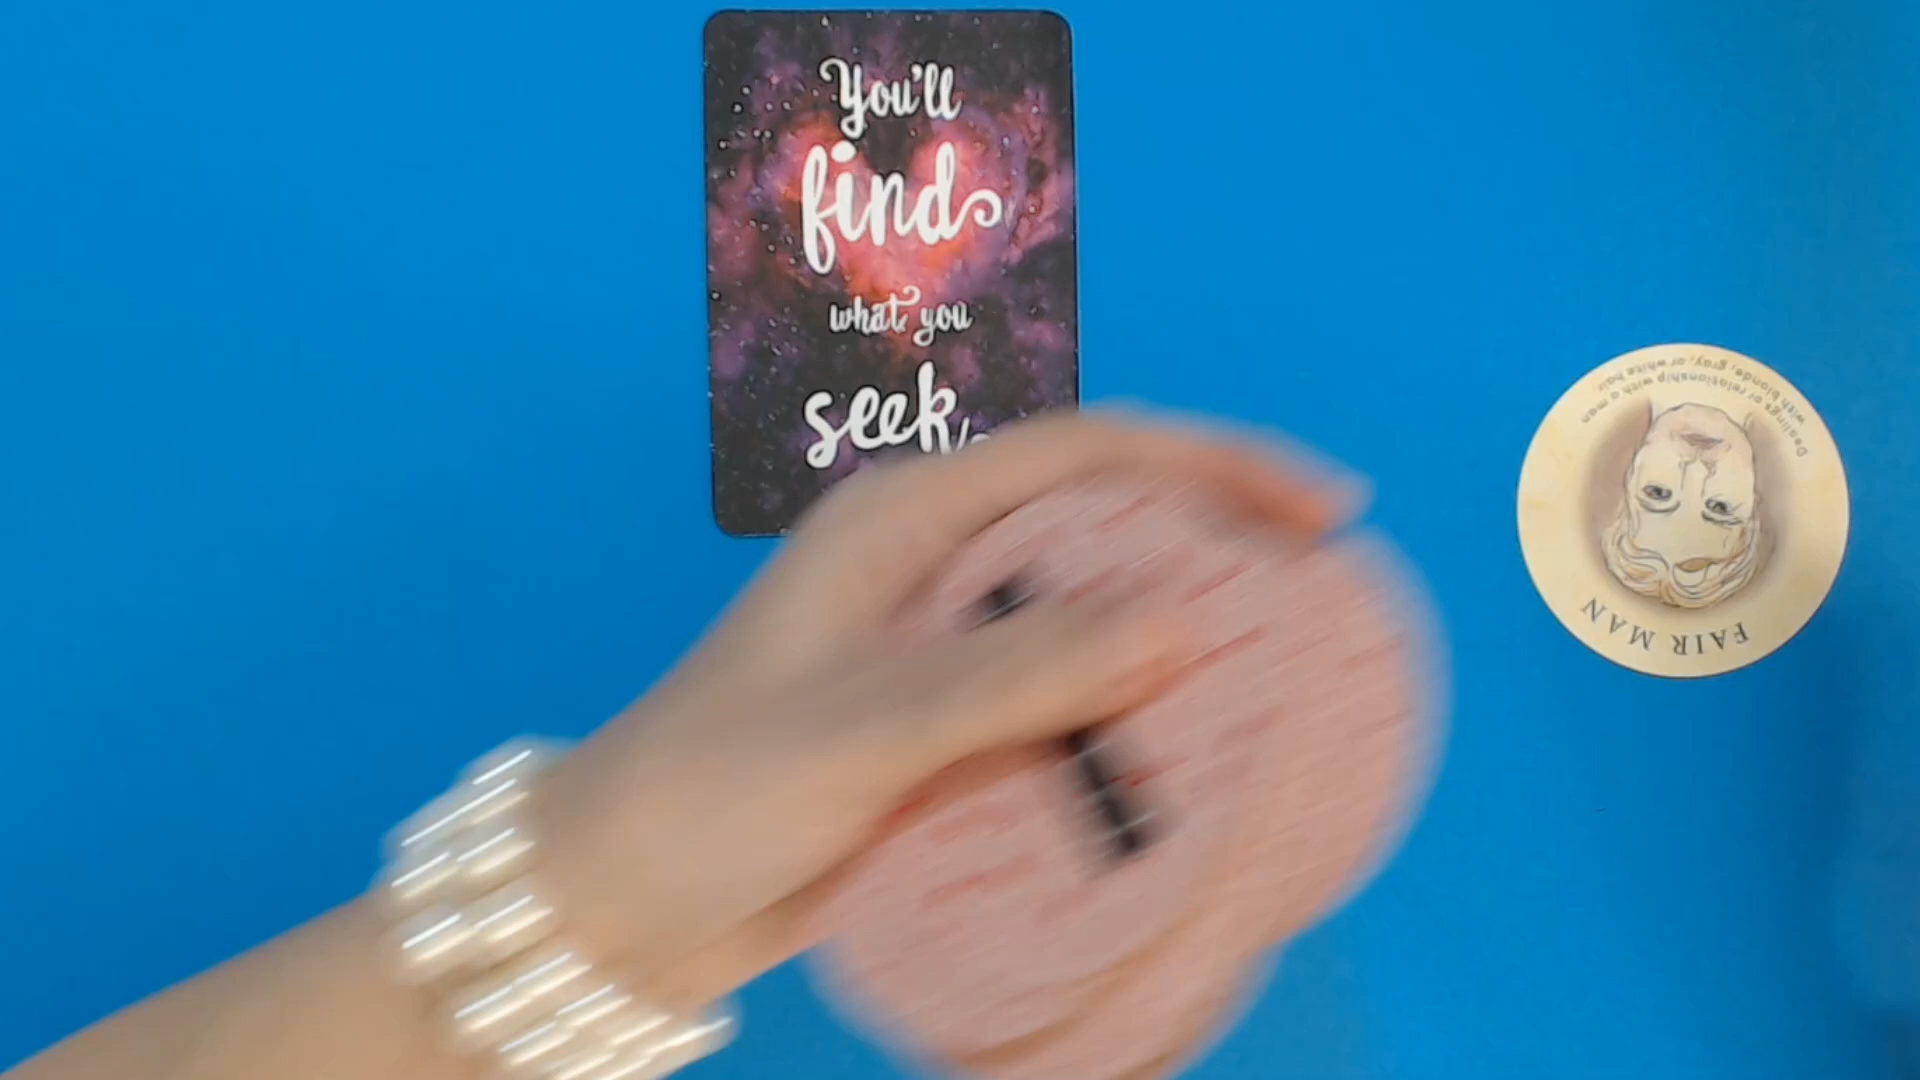 You'll
find
what you
seek
FAIR MAN
Dealings or relationship with a man
with blonde, gray, or white hair.